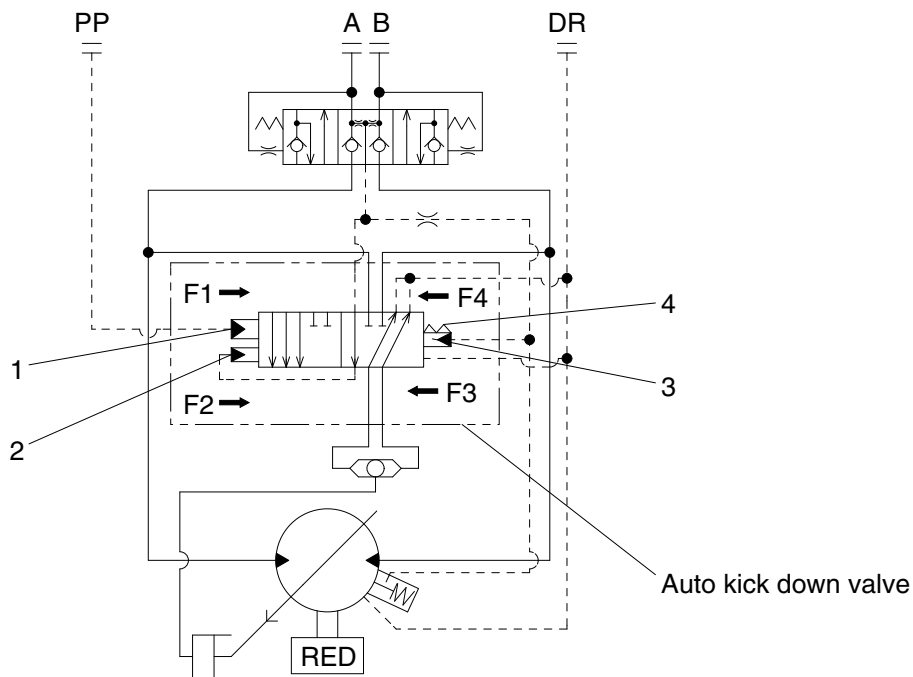 PP A B DR
F1 F4
4
1
3
F2 F3
2
Auto kick down valve
RED